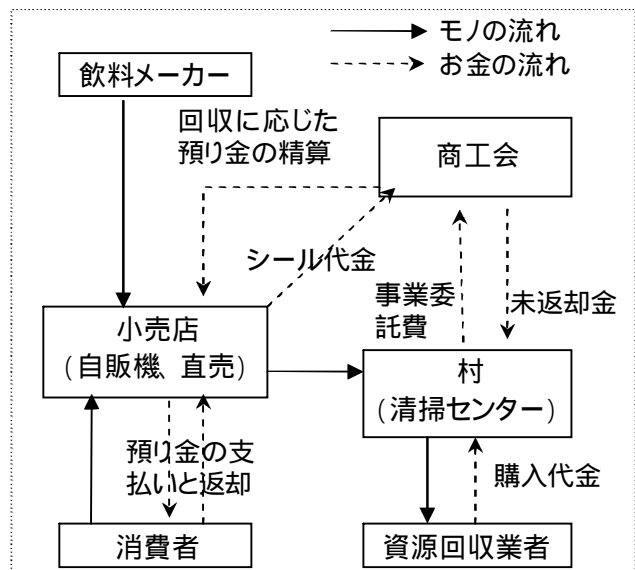 モノの流れ
お金の流れ
飲料メーカー
回収に応じた
預り金の精算
商工会
シール代金
事業委
託費
未返却金
小売店
(自販機、直売)
村
(清掃センター)
預り金の支
払いと返却
購入代金
消費者
資源回収業者